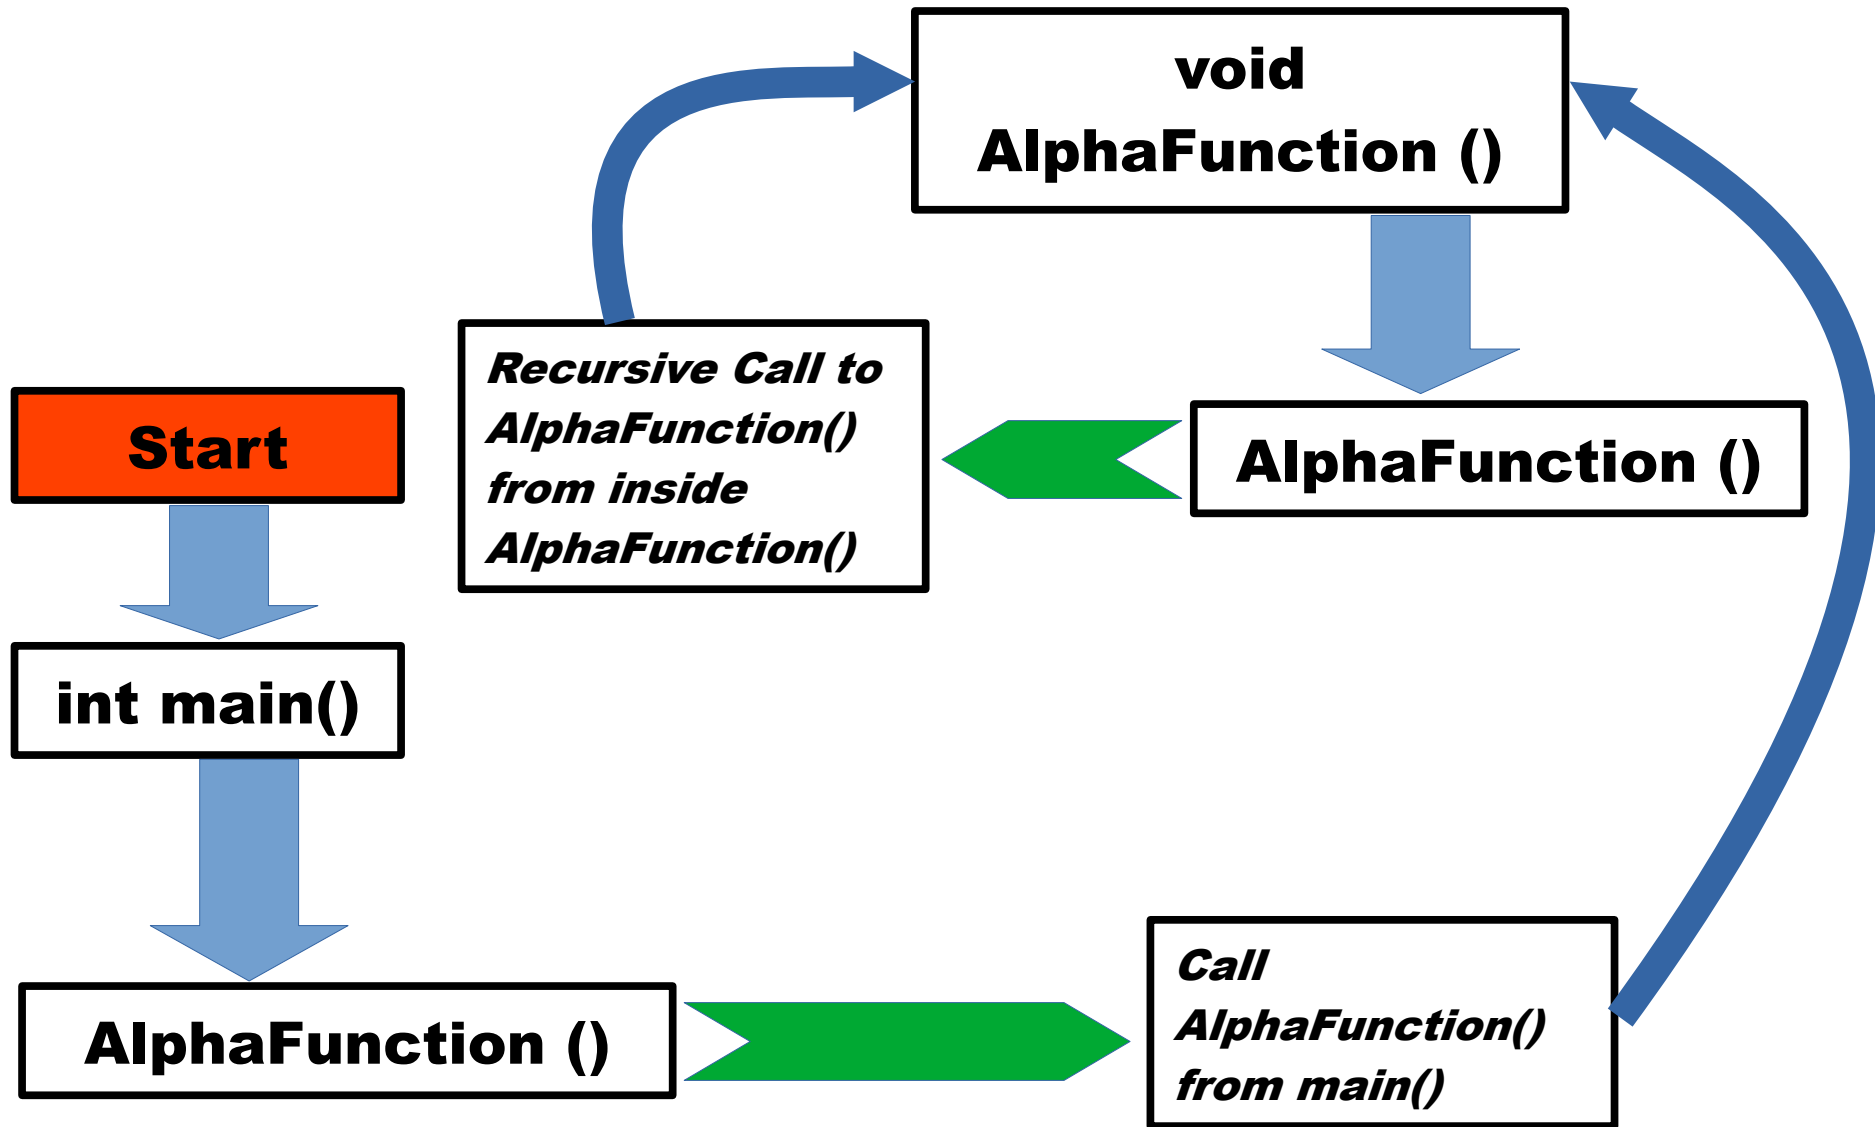 void
AlphaFunction ()
Recursive Call to
AlphaFunction()
from inside
AlphaFunction()
Start
AlphaFunction ()
int main()
AlphaFunction ()
Call
AlphaFunction()
from main()